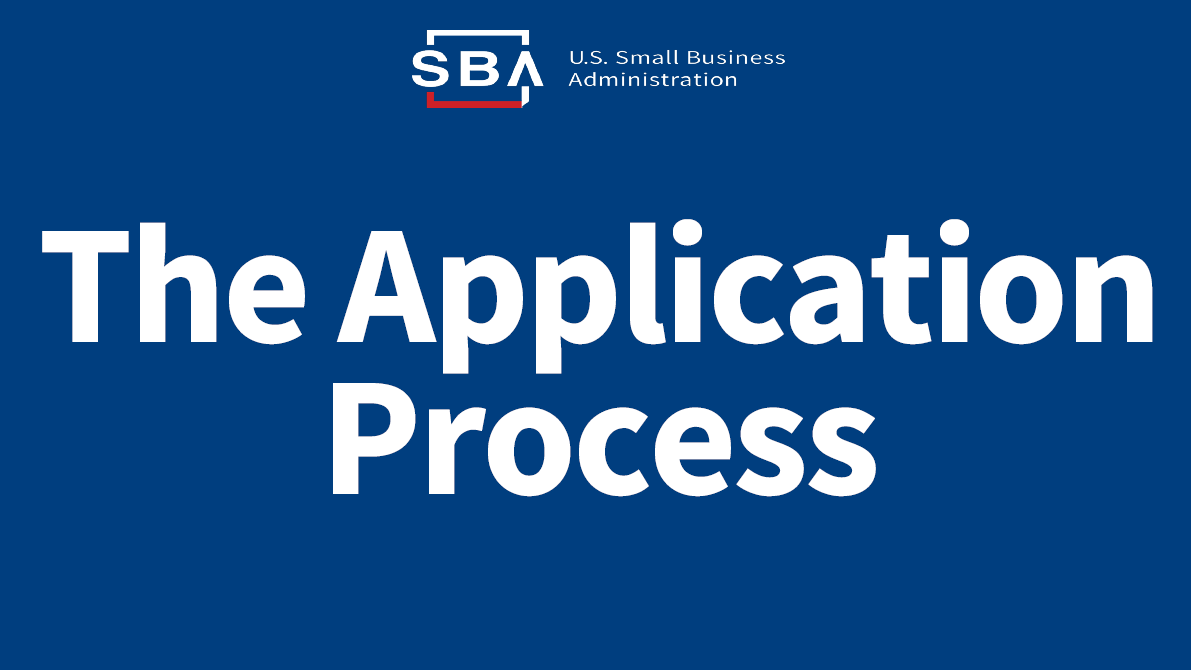 SBA
U.S. Small Business
Administration
The Application
Process